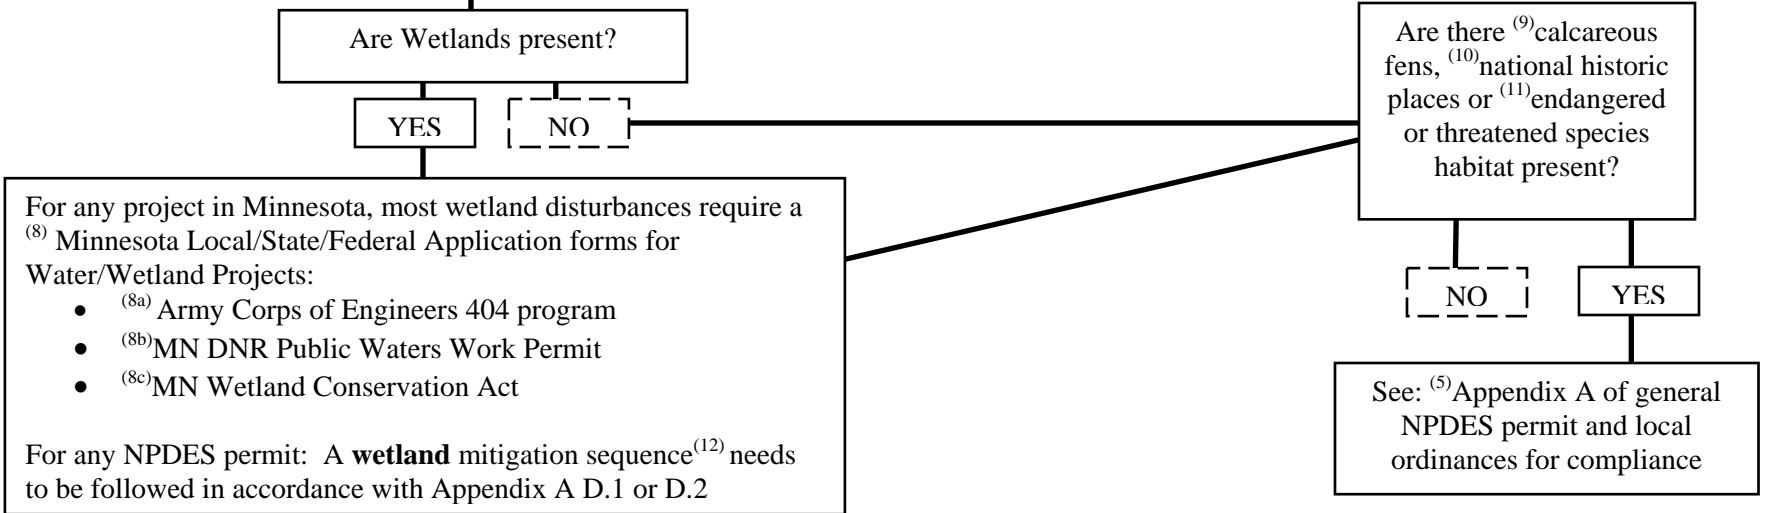 Are Wetlands present?
YES
NO
For any project in Minnesota, most wetland disturbances require a
(8) Minnesota Local/State/Federal Application forms for
Water/Wetland Projects:
• (8a) Army Corps of Engineers 404 program
• (8b)MN DNR Public Waters Work Permit
• (8c)MN Wetland Conservation Act
For any NPDES permit: A wetland mitigation sequence(12) needs
to be followed in accordance with Appendix A D.1 or D.2
Are there (9)calcareous
fens, (10)national historic
places or (11)endangered
or threatened species
habitat present?
NO
YES
See: (5)Appendix A of general
NPDES permit and local
ordinances for compliance